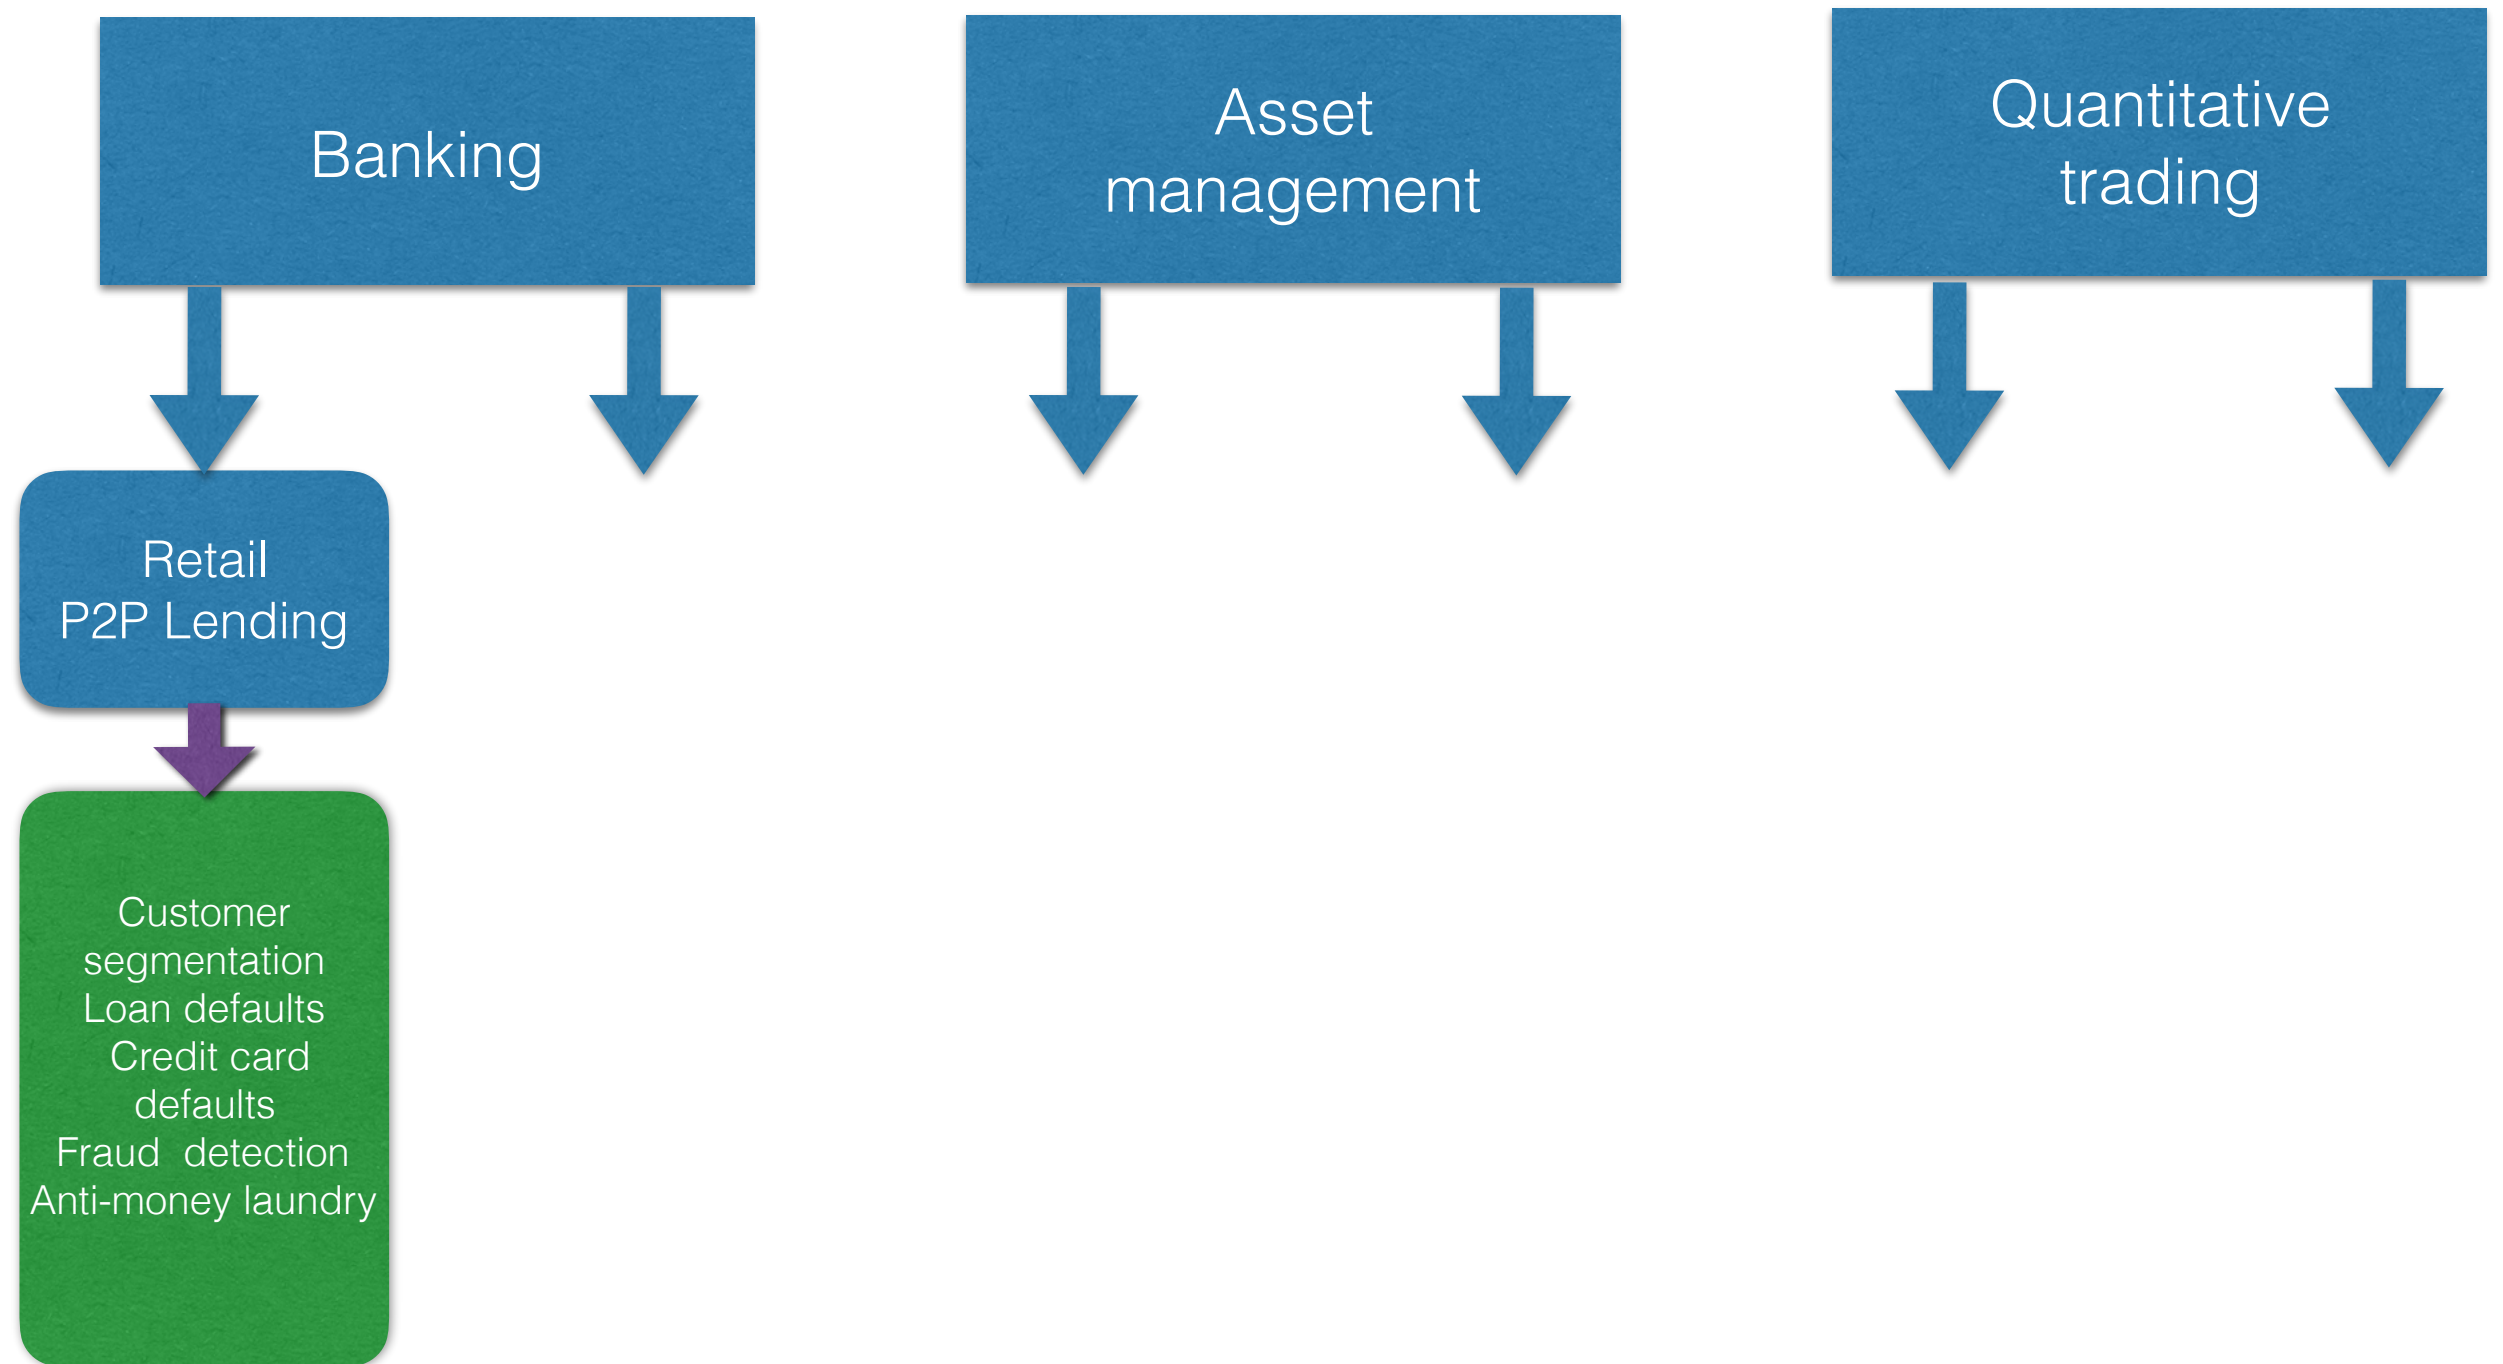 Banking
Asset
management
Quantitative
trading
Retail
P2P Lending
Customer
segmentation
Loan defaults
Credit card
defaults
Fraud  detection
Anti-money laundry